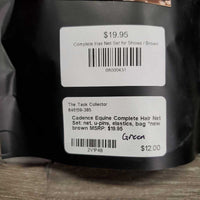 $19.95
Complete Hair Net Set for Shows / Brown
The Tack Collector
Cadence Equine Complete Hair Net
Set: net, u-pins, elastics, bag *new
brown MSRP: $19.95
Green
$12.00